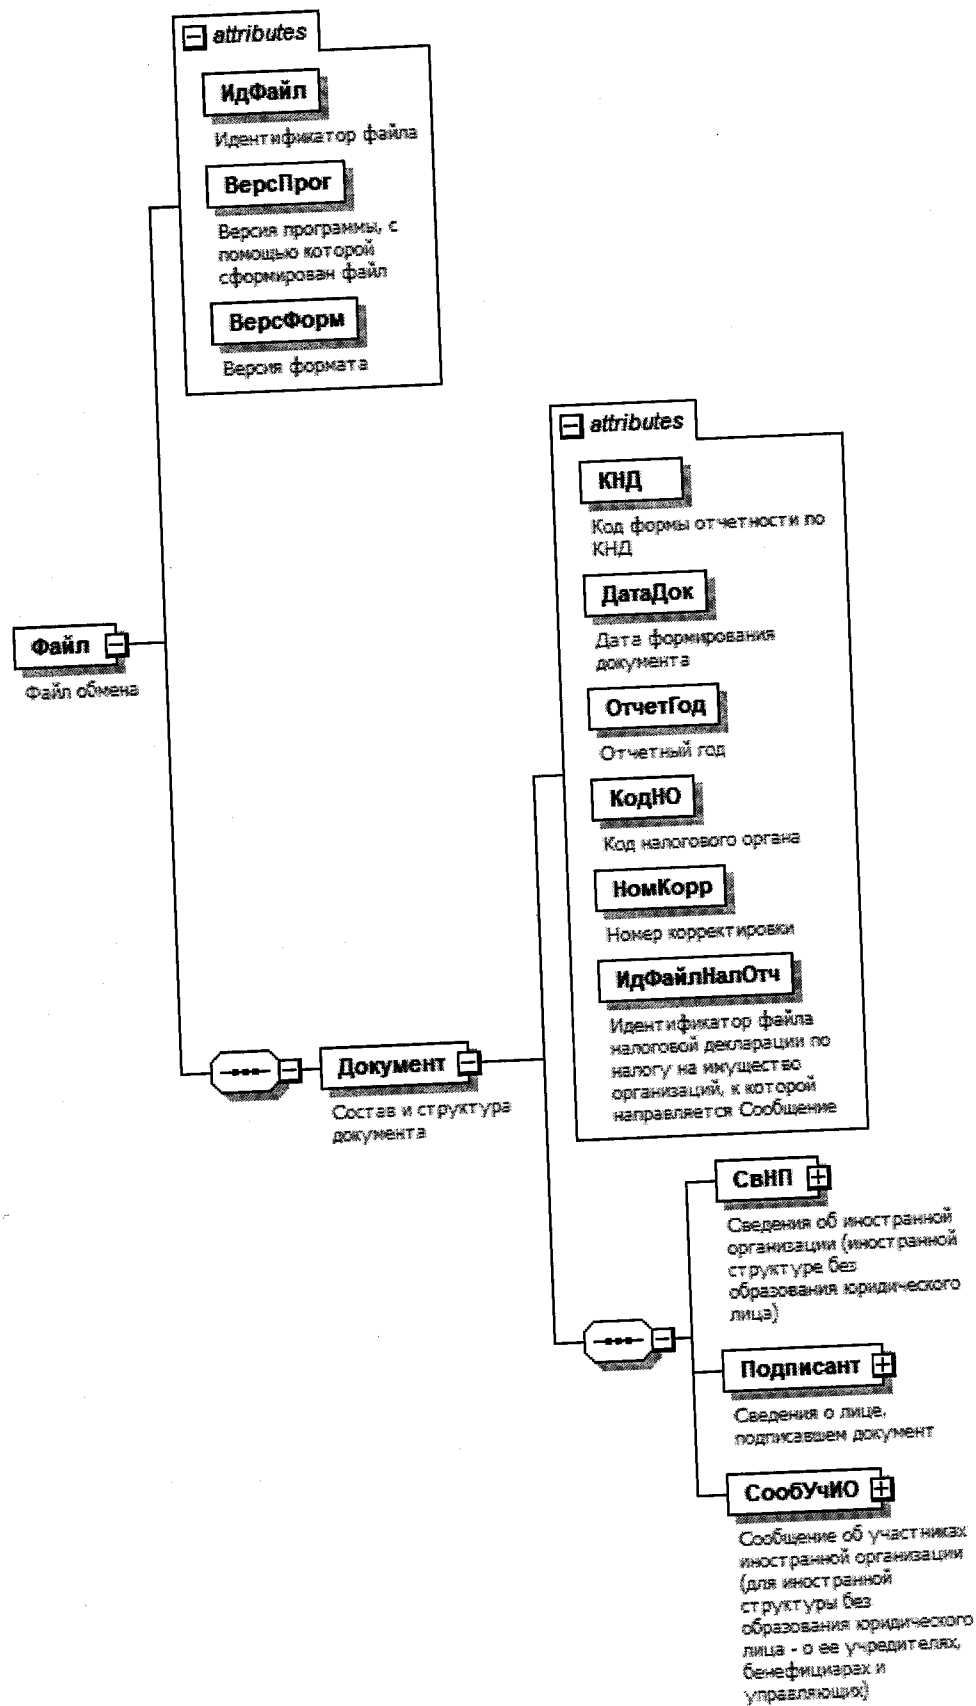 attributes
ИдФайл
Идентификатор файла
ВерсПрог
Версия программы, с
помощью которой
сформирован файл
ВерсФорм
Версия формата
Файл
Файл обмена
attributes
КНД
Код формы отчетности по
КНД
ДатаДок
Дата формирования
документа
ОтчетГод
Отчетный год
КодНО
Код налогового органа
НомКорр
Номер корректировки
ИдФайлНалОтч
Идентификатор файла
налоговой декларации по
налогу на имущество
организаций, к которой
направляется Сообщение
Документ
Состав и структура
документа
СвНП
Сведения об иностранной
организации (иностранной
структуре без
образования юридического
лица)
Подписант
Сведения о лице,
подписавшем документ
СообУчИО
Сообщение об участниках
иностранной организации
(для иностранной
структуры без
образования юридического
лица - о ее учредителях,
бенефициарах и
управляющих)